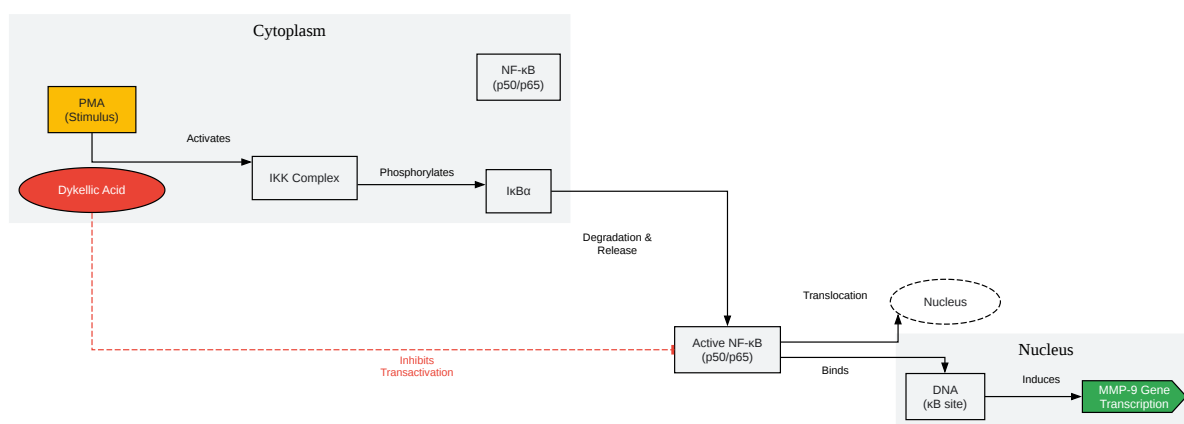 Cytoplasm
NF-κB
(p50/p65)
PMA
(Stimulus)
Activates
IKK Complex
Phosphorylates
Dykellic Acid
IκBα
Degradation &
Release
Translocation
Nucleus
Active NF-κB
(p50/p65)
Inhibits
Transactivation
Binds
Nucleus
DNA
(κB site)
Induces
MMP-9 Gene
Transcription